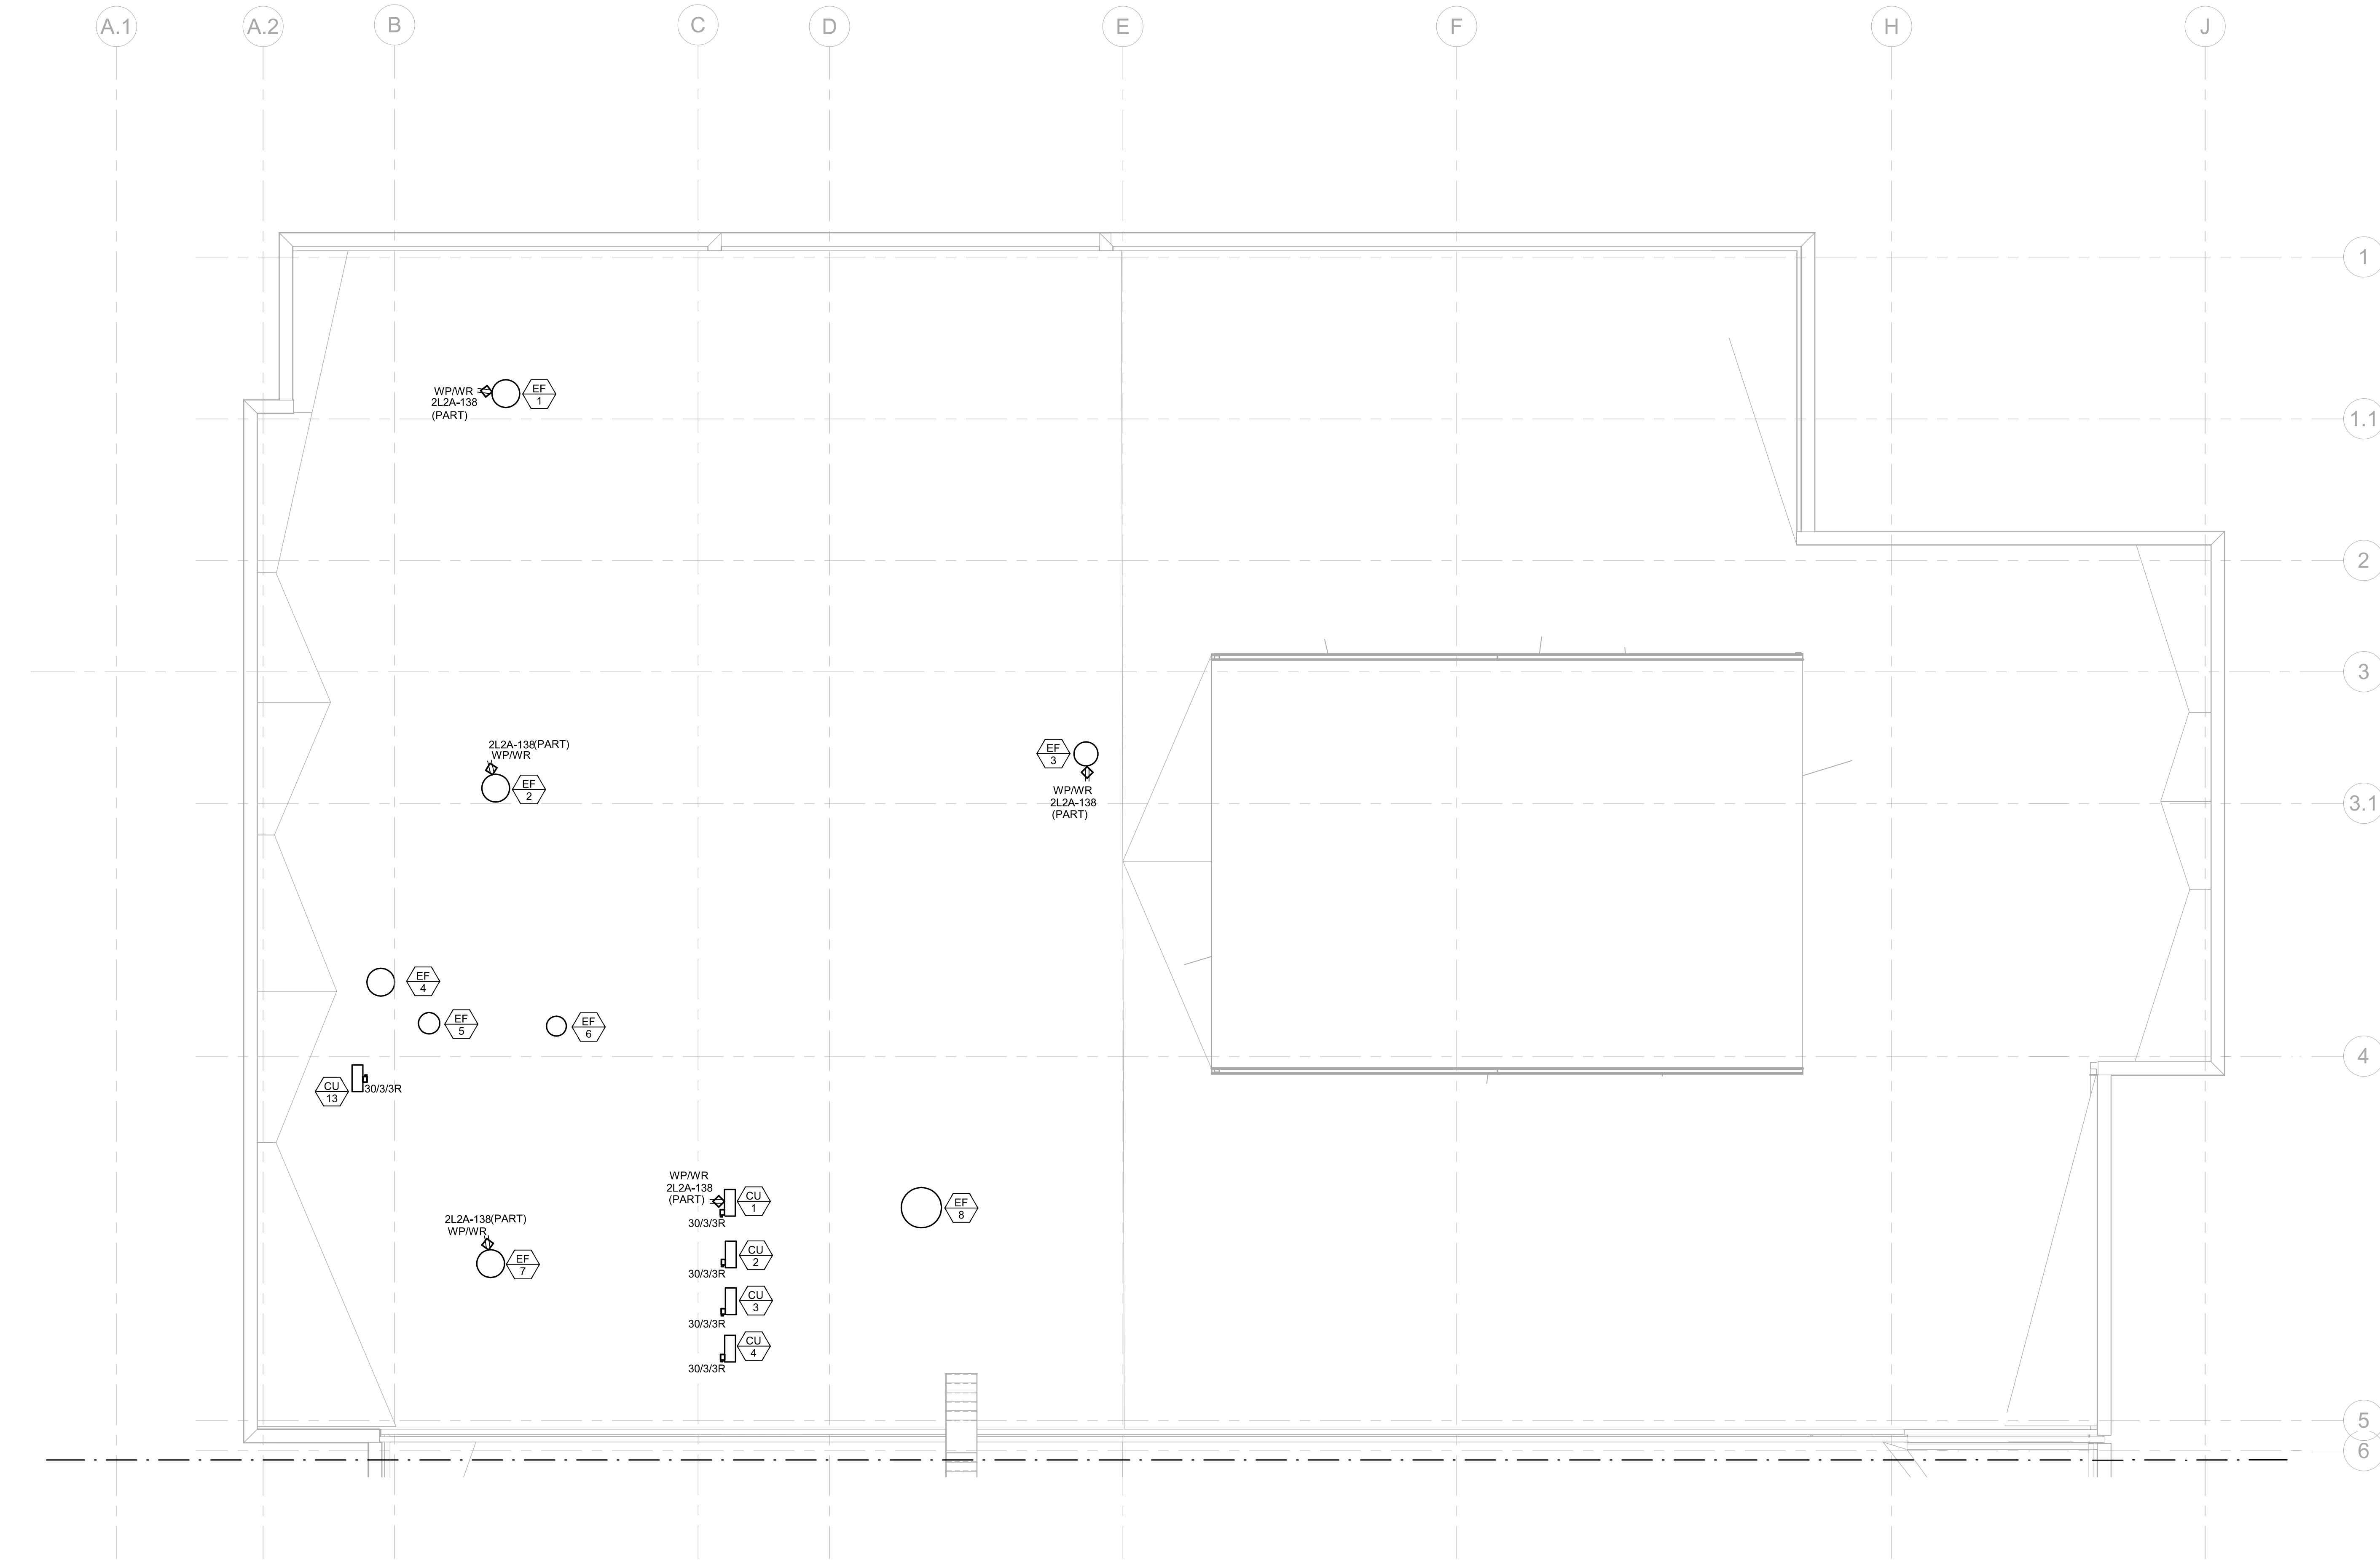 A.1
A.2
B
C
D
E
F
H
J
1
1.1
2
3
3.1
4
5
6
WP/WR
2L2A-138
(PART)
EF
1
2L2A-138(PART)
WP/WR
EF
2
EF
3
WP/WR
2L2A-138
(PART)
EF
4
EF
5
EF
6
CU
13
30/3/3R
WP/WR
2L2A-138
(PART)
CU
1
30/3/3R
EF
8
2L2A-138(PART)
WP/WR
EF
7
CU
2
30/3/3R
CU
3
30/3/3R
CU
4
30/3/3R